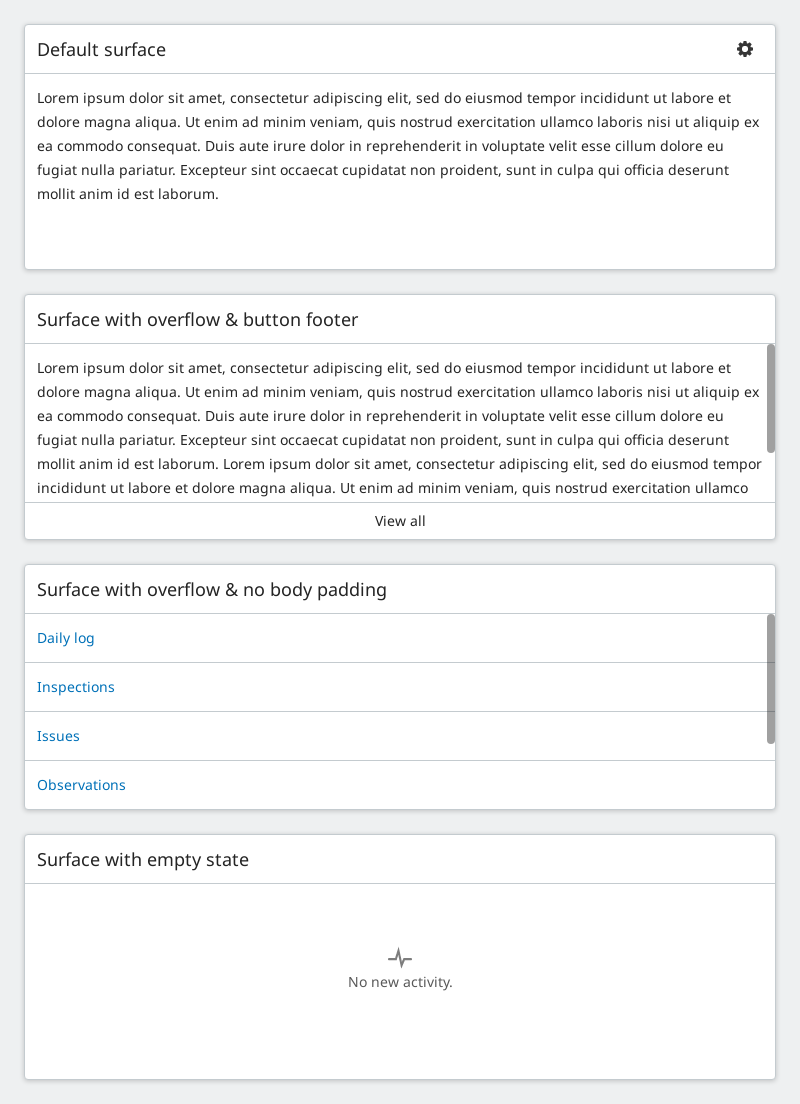 Default surface
Lorem ipsum dolor sit amet, consectetur adipiscing elit, sed do eiusmod tempor incididunt ut labore et
dolore magna aliqua. Ut enim ad minim veniam, quis nostrud exercitation ullamco laboris nisi ut aliquip ex
ea commodo consequat. Duis aute irure dolor in reprehenderit in voluptate velit esse cillum dolore eu
fugiat nulla pariatur. Excepteur sint occaecat cupidatat non proident, sunt in culpa qui officia deserunt
mollit anim id est laborum.
Surface with overflow & button footer
Lorem ipsum dolor sit amet, consectetur adipiscing elit, sed do eiusmod tempor incididunt ut labore et
dolore magna aliqua. Ut enim ad minim veniam, quis nostrud exercitation ullamco laboris nisi ut aliquip ex
ea commodo consequat. Duis aute irure dolor in reprehenderit in voluptate velit esse cillum dolore eu
fugiat nulla pariatur. Excepteur sint occaecat cupidatat non proident, sunt in culpa qui officia deserunt
mollit anim id est laborum. Lorem ipsum dolor sit amet, consectetur adipiscing elit, sed do eiusmod tempor
incididunt ut labore et dolore magna aliqua. Ut enim ad minim veniam, quis nostrud exercitation ullamco
View all
Surface with overflow & no body padding
Daily log
Inspections
Issues
Observations
Surface with empty state
No new activity.